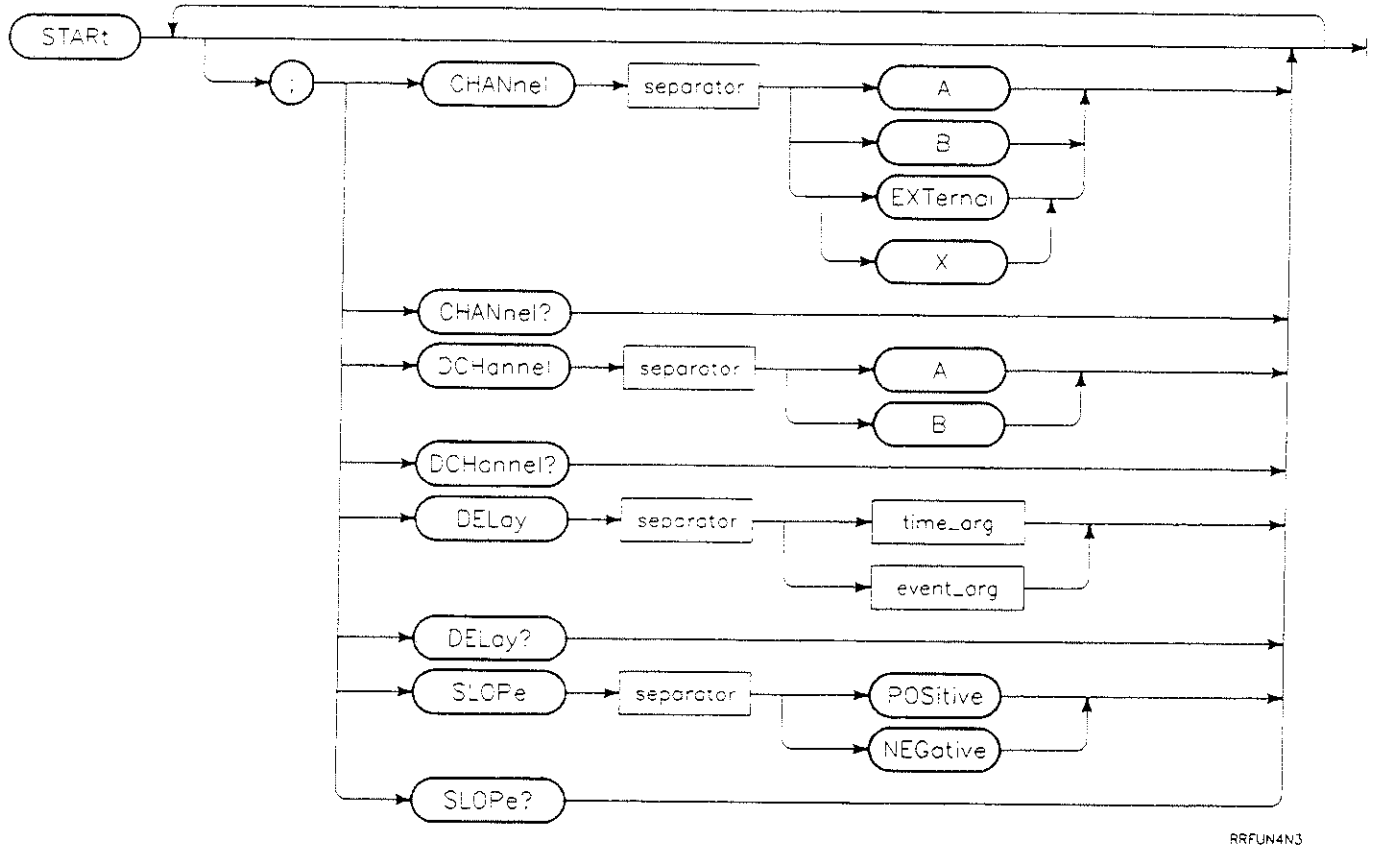 STARt
;
CHANnel
separator
A
B
EXTernal
X
CHANnel?
DCHannel
separator
A
B
DCHannel?
DELay
separator
time_arg
event_arg
DELay?
SLOPe
separator
POSitive
NEGative
SLOPe?
RRFUN4N3